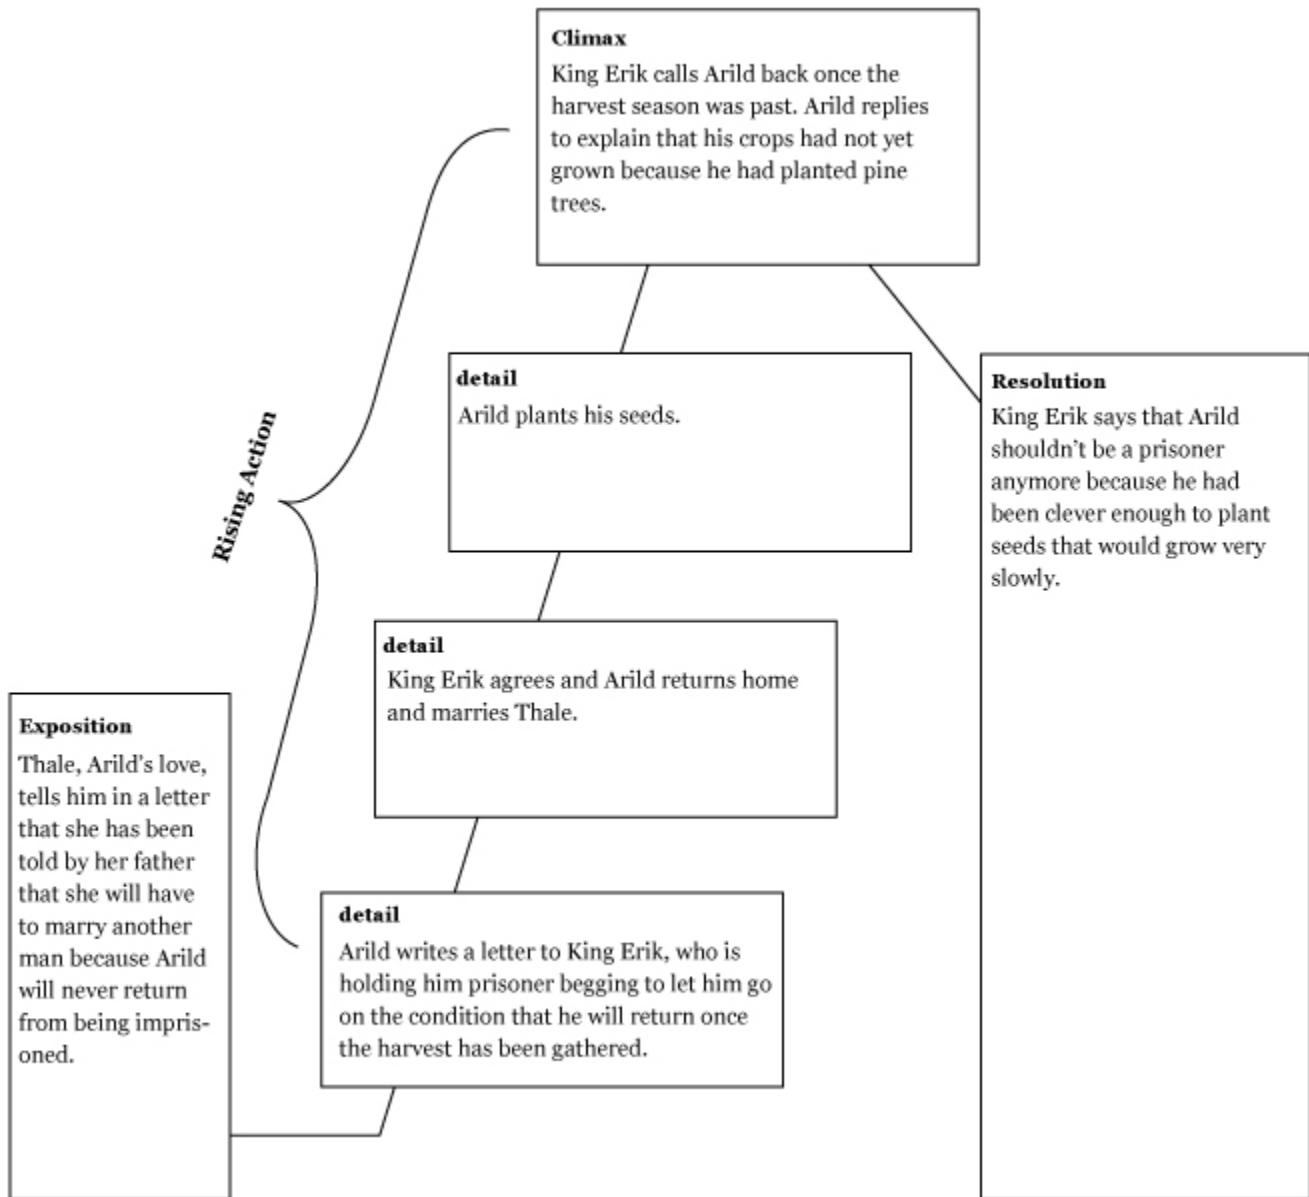 Climax
King Erik calls Arild back once the
harvest season was past. Arild replies
to explain that his crops had not yet
grown because he had planted pine
trees.
detail
Arild plants his seeds.
Resolution
King Erik says that Arild
shouldn't be a prisoner
anymore because he had
been clever enough to plant
seeds that would grow very
slowly.
Rising Action
detail
King Erik agrees and Arild returns home
and marries Thale.
Exposition
Thale, Arild's love,
tells him in a letter
that she has been
told by her father
that she will have
to marry another
man because Arild
will never return
from being impris-
oned.
detail
Arild writes a letter to King Erik, who is
holding him prisoner begging to let him go
on the condition that he will return once
the harvest has been gathered.